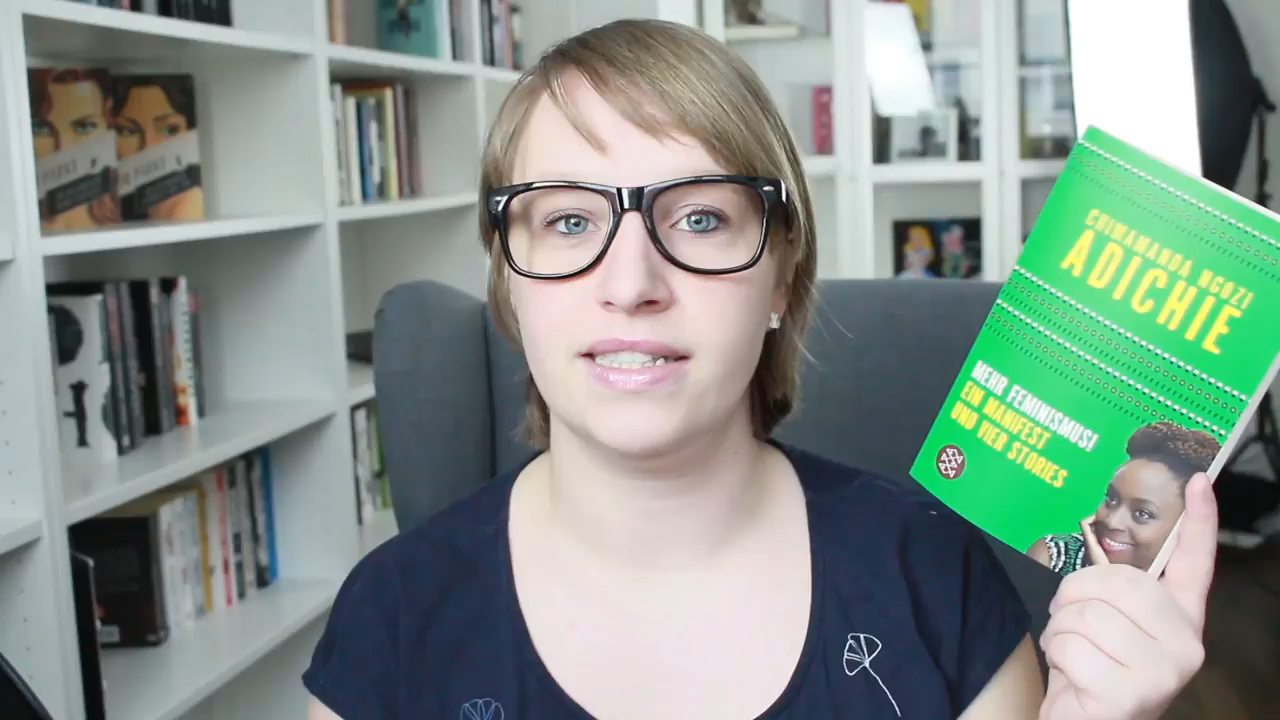 CHIMAMANDA NGOZI
ADICHIE
MEHR FEMINISMUS!
EIN MANIFEST
UND VIER STORIES